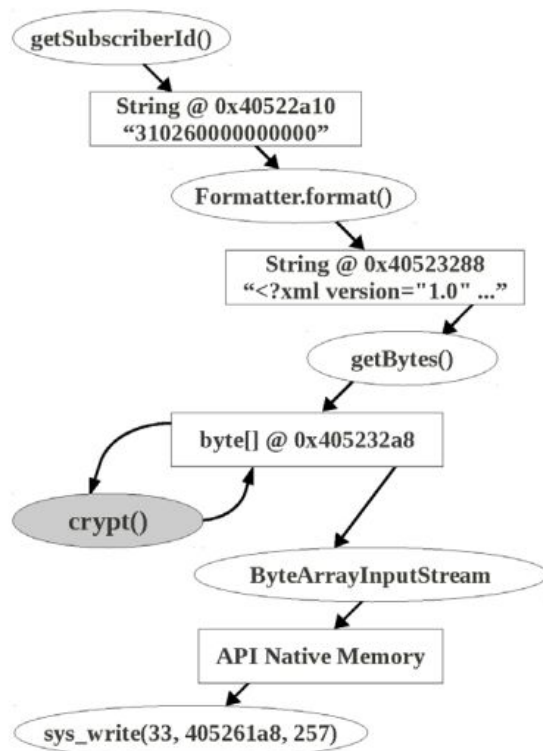 getSubscriberId()
String @ 0x40522a10
“310260000000000”
Formatter.format()
String @ 0x40523288
“<?xml version="1.0" ...”
getBytes()
byte[] @ 0x405232a8
crypt()
ByteArrayInputStream
API Native Memory
sys_write(33, 405261a8, 257)